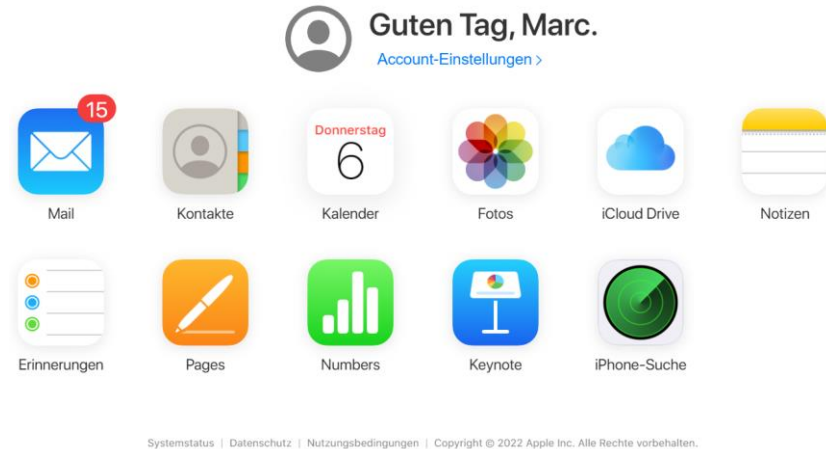 Guten Tag, Marc.
Account-Einstellungen >
15
Donnerstag
6
Mail
Kontakte
Kalender
Fotos
iCloud Drive
Notizen
Erinnerungen
Pages
Numbers
Keynote
iPhone-Suche
Systemstatus | Datenschutz | Nutzungsbedingungen | Copyright © 2022 Apple Inc. Alle Rechte vorbehalten.